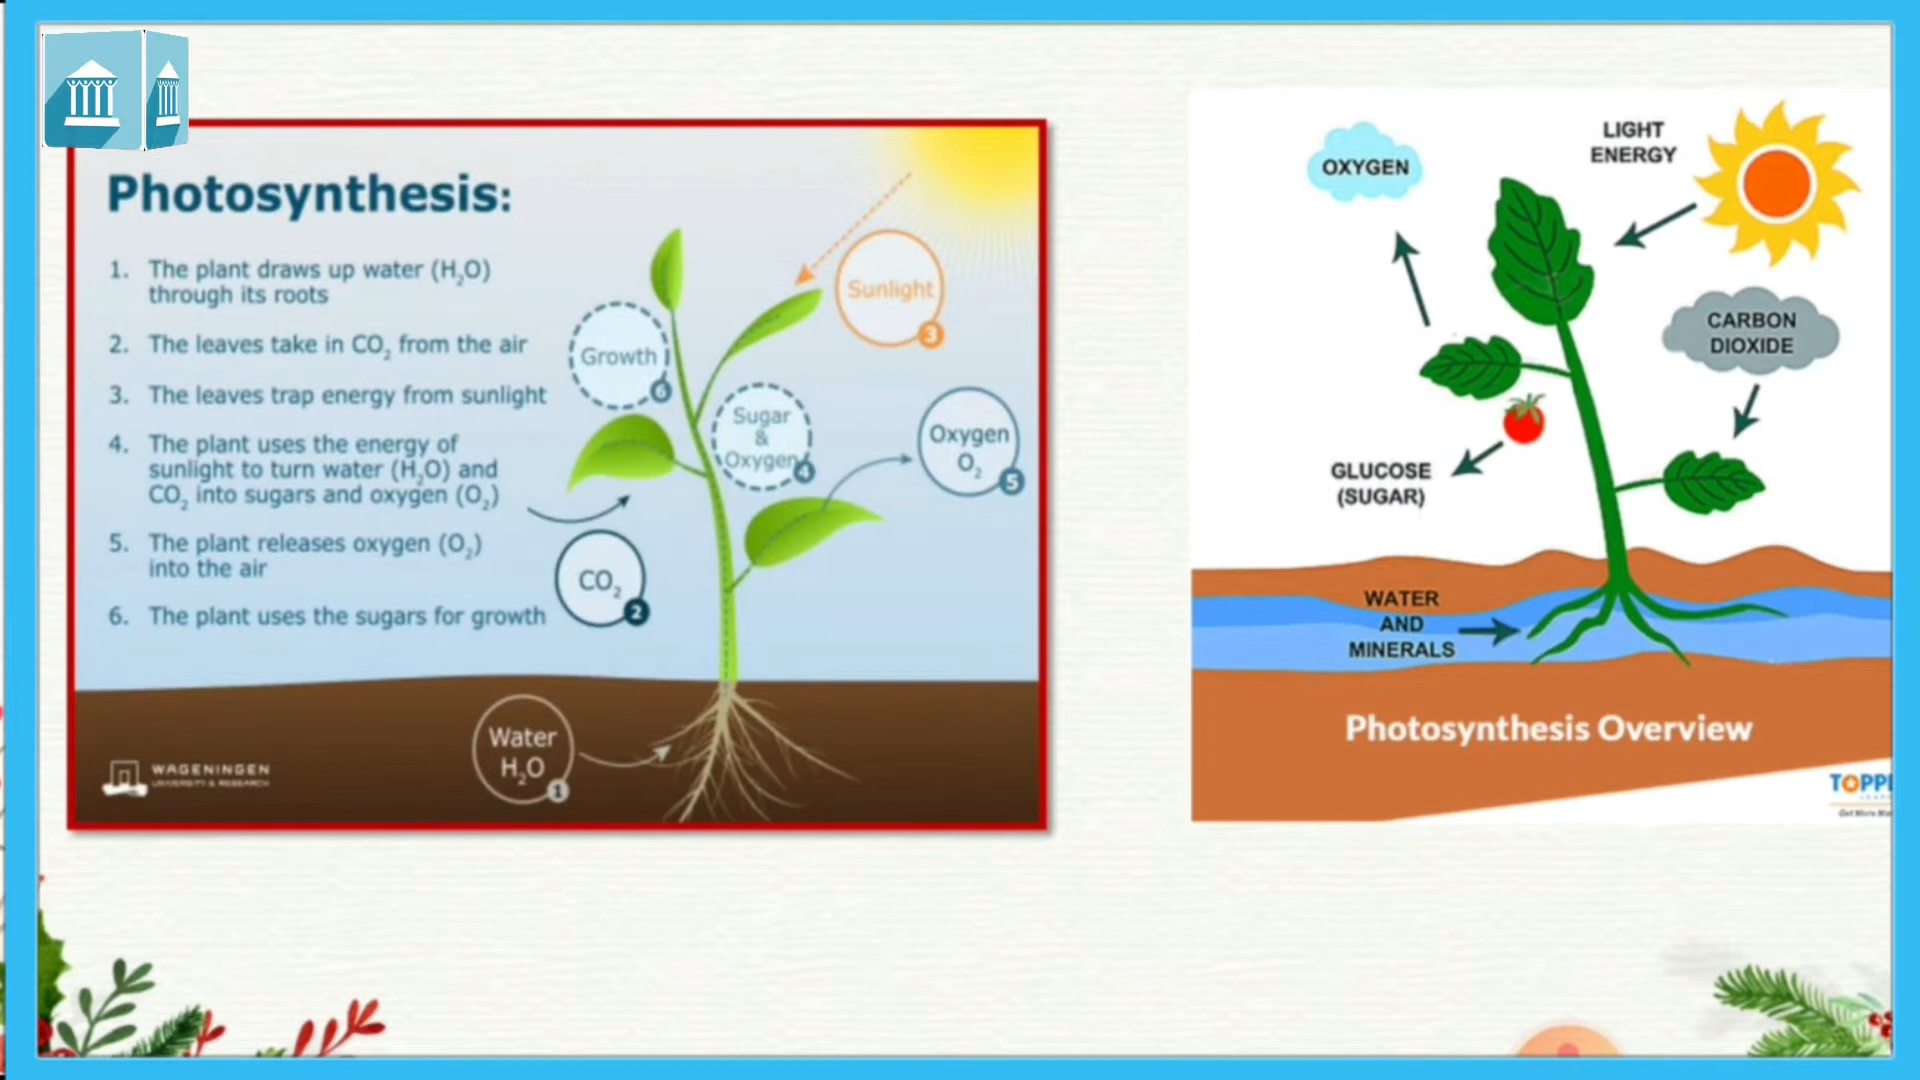 Photosynthesis:
1. The plant draws up water (H₂O)
through its roots
2. The leaves take in CO₂ from the air
3. The leaves trap energy from sunlight
4. The plant uses the energy of
sunlight to turn water (H₂O) and
CO₂ into sugars and oxygen (O₂)
5. The plant releases oxygen (O₂)
into the air
6. The plant uses the sugars for growth
Sunlight
3
Growth
6
Sugar
&
Oxygen
4
Oxygen
O₂
5
CO₂
2
Water
H₂O
1
WAGENINGEN
UNIVERSITY & RESEARCH
OXYGEN
LIGHT
ENERGY
CARBON
DIOXIDE
GLUCOSE
(SUGAR)
WATER
AND
MINERALS
Photosynthesis Overview
TOPPE